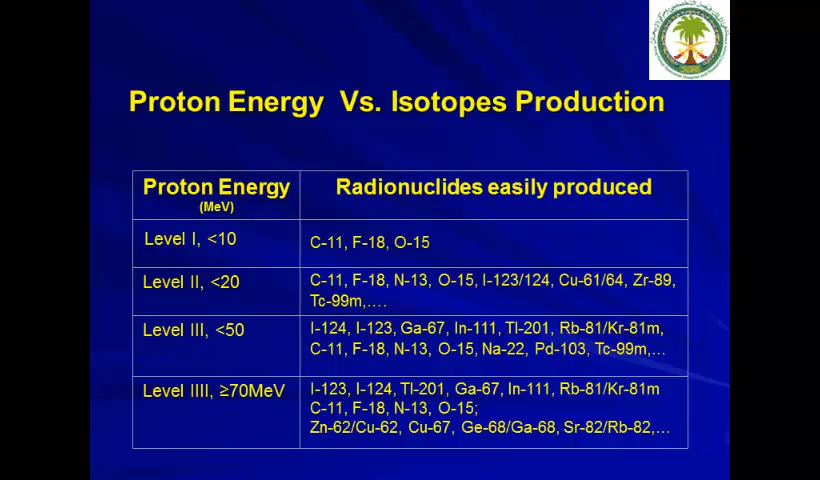 Proton Energy Vs. Isotopes Production
Proton Energy
(MeV)
Radionuclides easily produced
Level I, <10
C-11, F-18, O-15
Level II, <20
C-11, F-18, N-13, O-15, I-123/124, Cu-61/64, Zr-89,
Tc-99m,....
Level III, <50
I-124, I-123, Ga-67, In-111, Tl-201, Rb-81/Kr-81m,
C-11, F-18, N-13, O-15, Na-22, Pd-103, Tc-99m,...
Level IIII, ≥70MeV
I-123, I-124, Tl-201, Ga-67, In-111, Rb-81/Kr-81m
C-11, F-18, N-13, O-15;
Zn-62/Cu-62, Cu-67, Ge-68/Ga-68, Sr-82/Rb-82,...